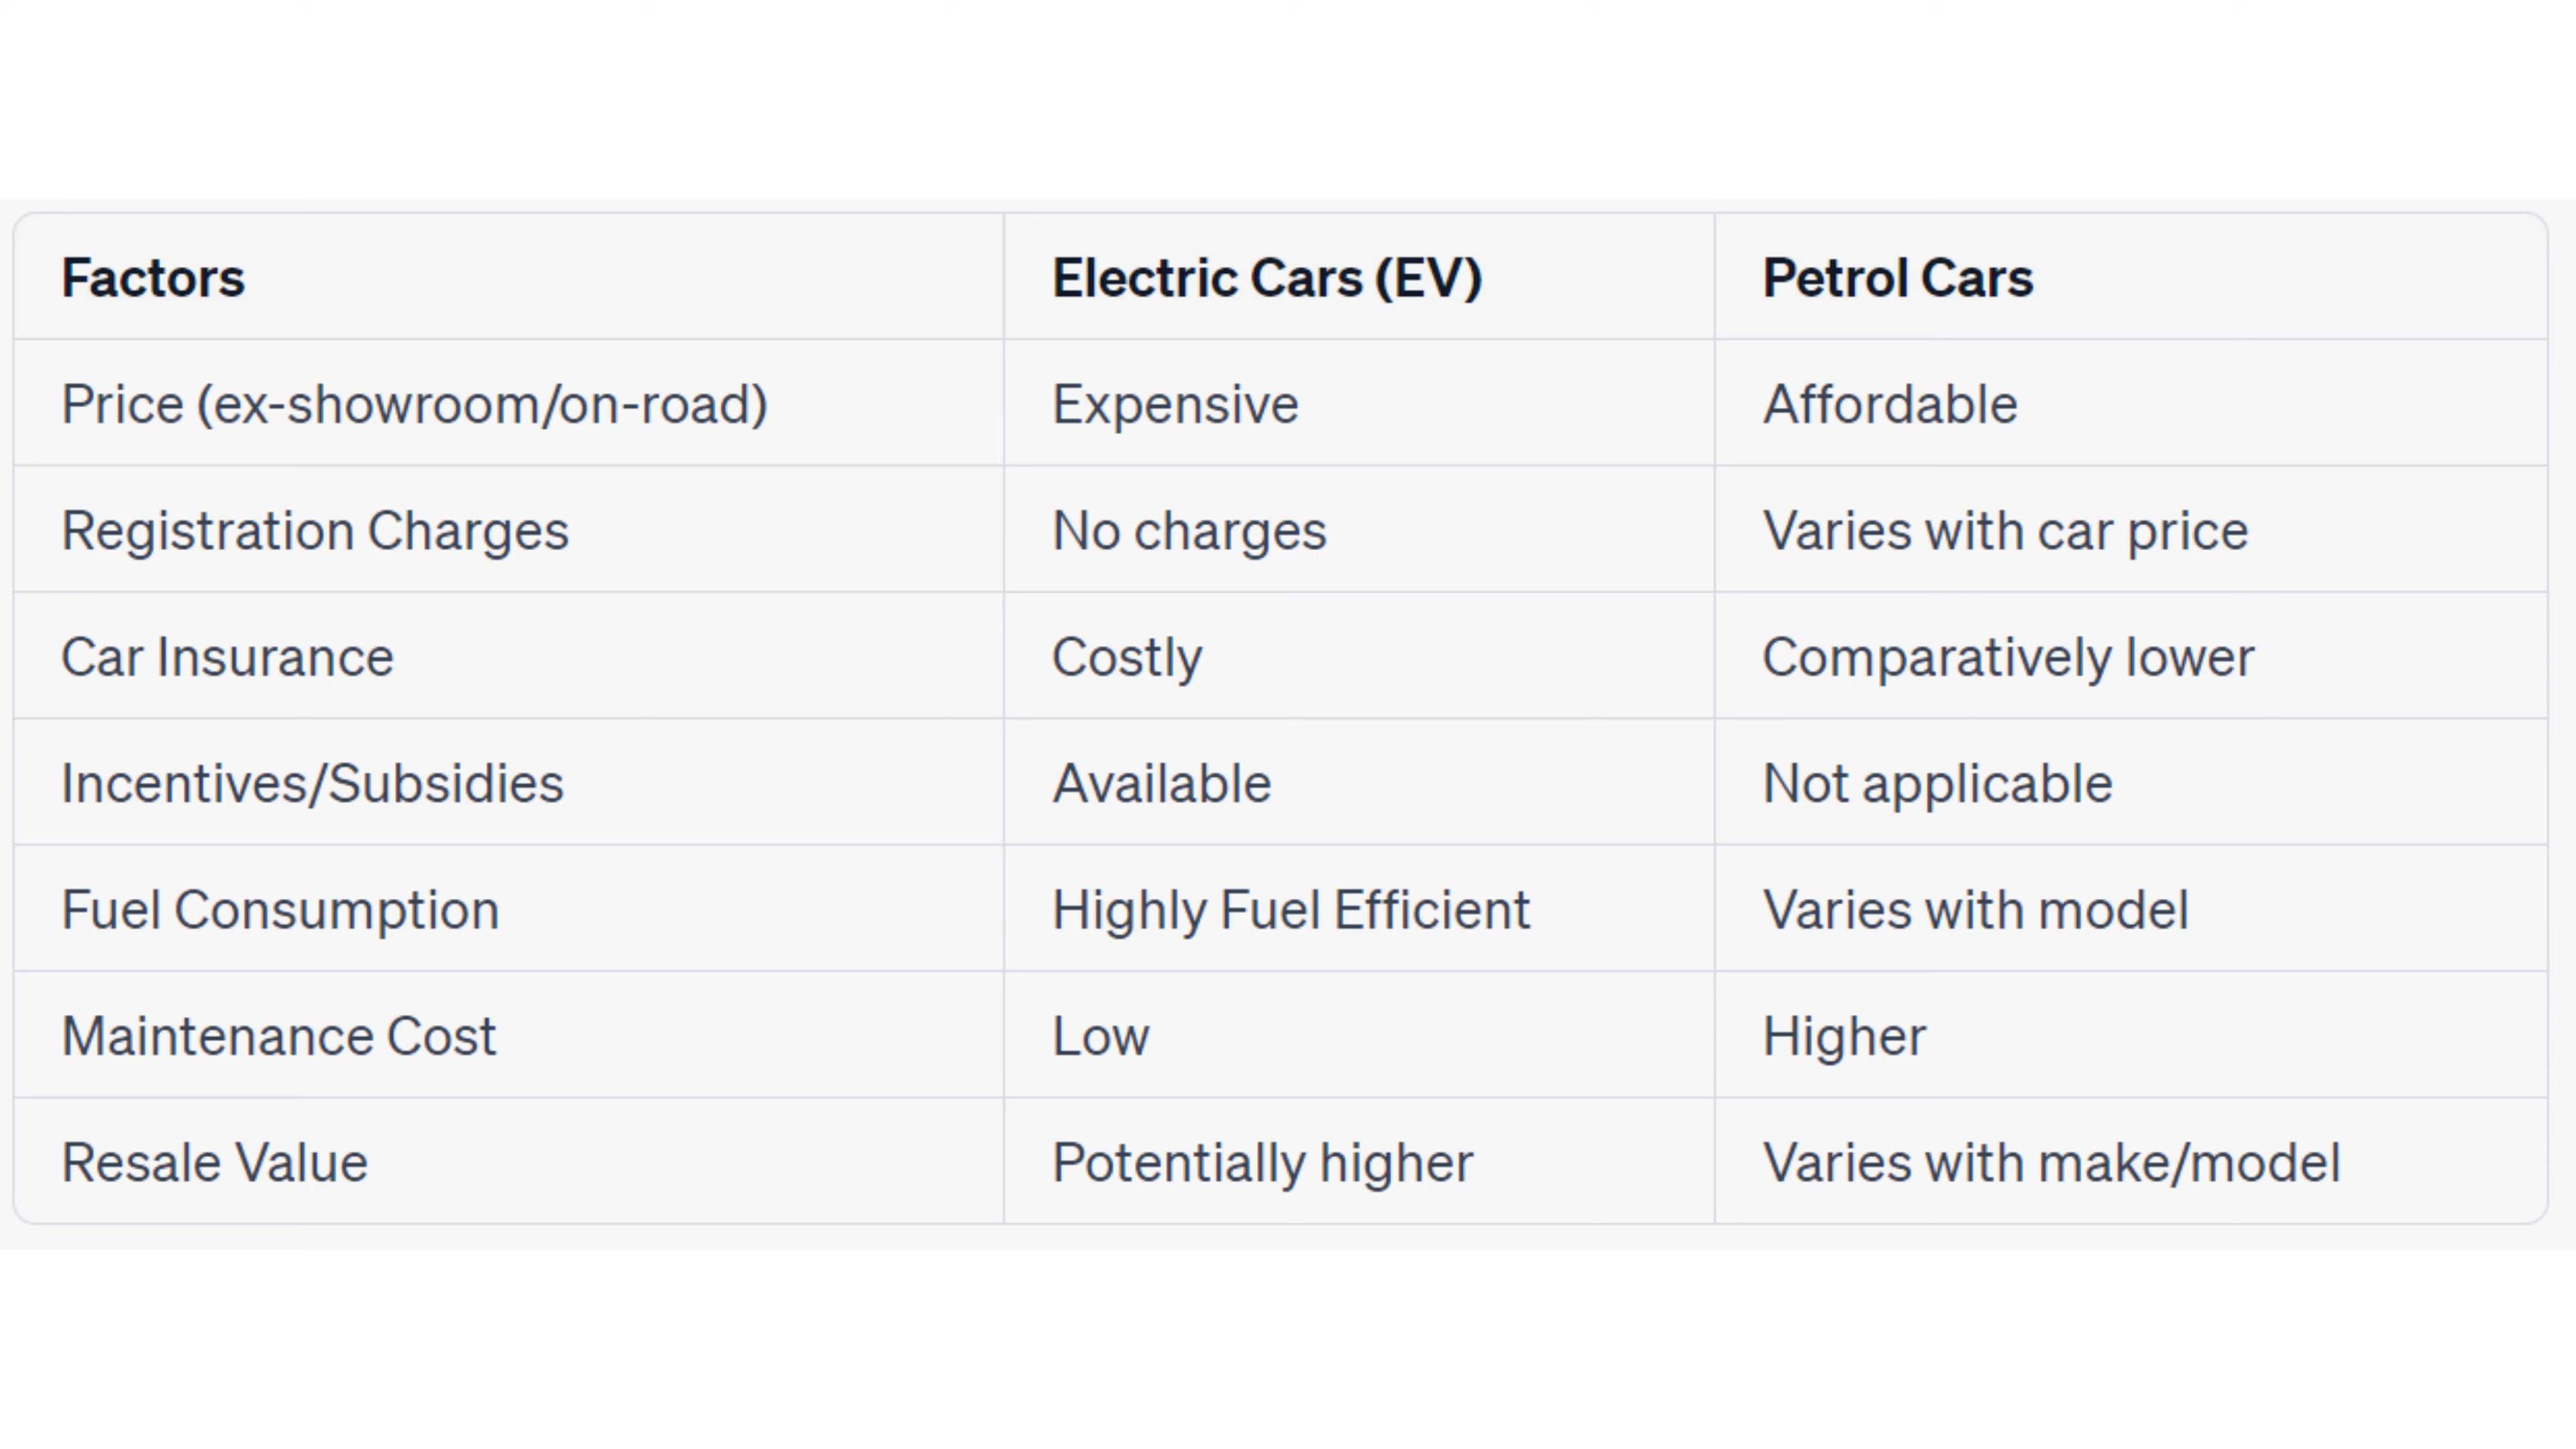 Factors Electric Cars (EV) Petrol Cars
Price (ex-showroom/on-road) Expensive Affordable
Registration Charges No charges Varies with car price
Car Insurance Costly Comparatively lower
Incentives/Subsidies Available Not applicable
Fuel Consumption Highly Fuel Efficient Varies with model
Maintenance Cost Low Higher
Resale Value Potentially higher Varies with make/model